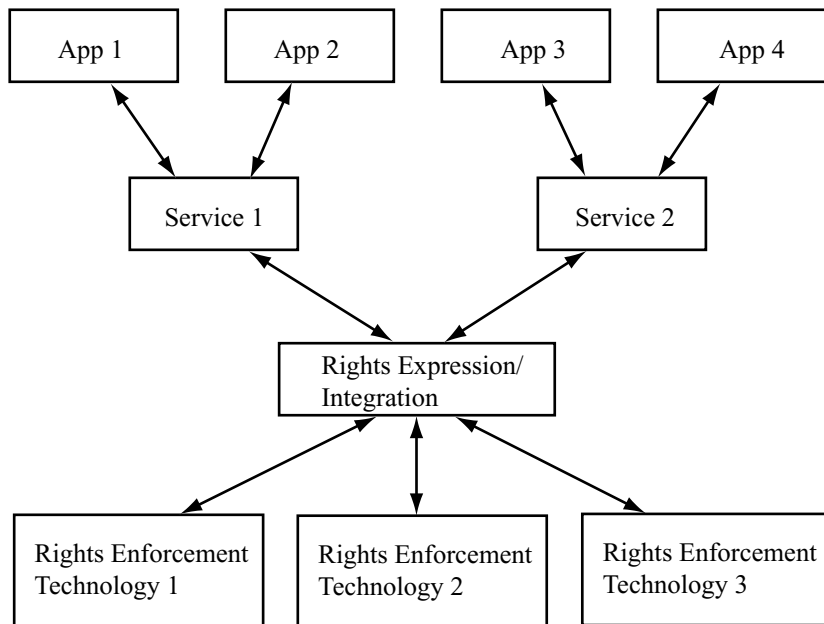 App 1
App 2
App 3
App 4
Service 1
Service 2
Rights Expression/
Integration
Rights Enforcement
Technology 1
Rights Enforcement
Technology 2
Rights Enforcement
Technology 3